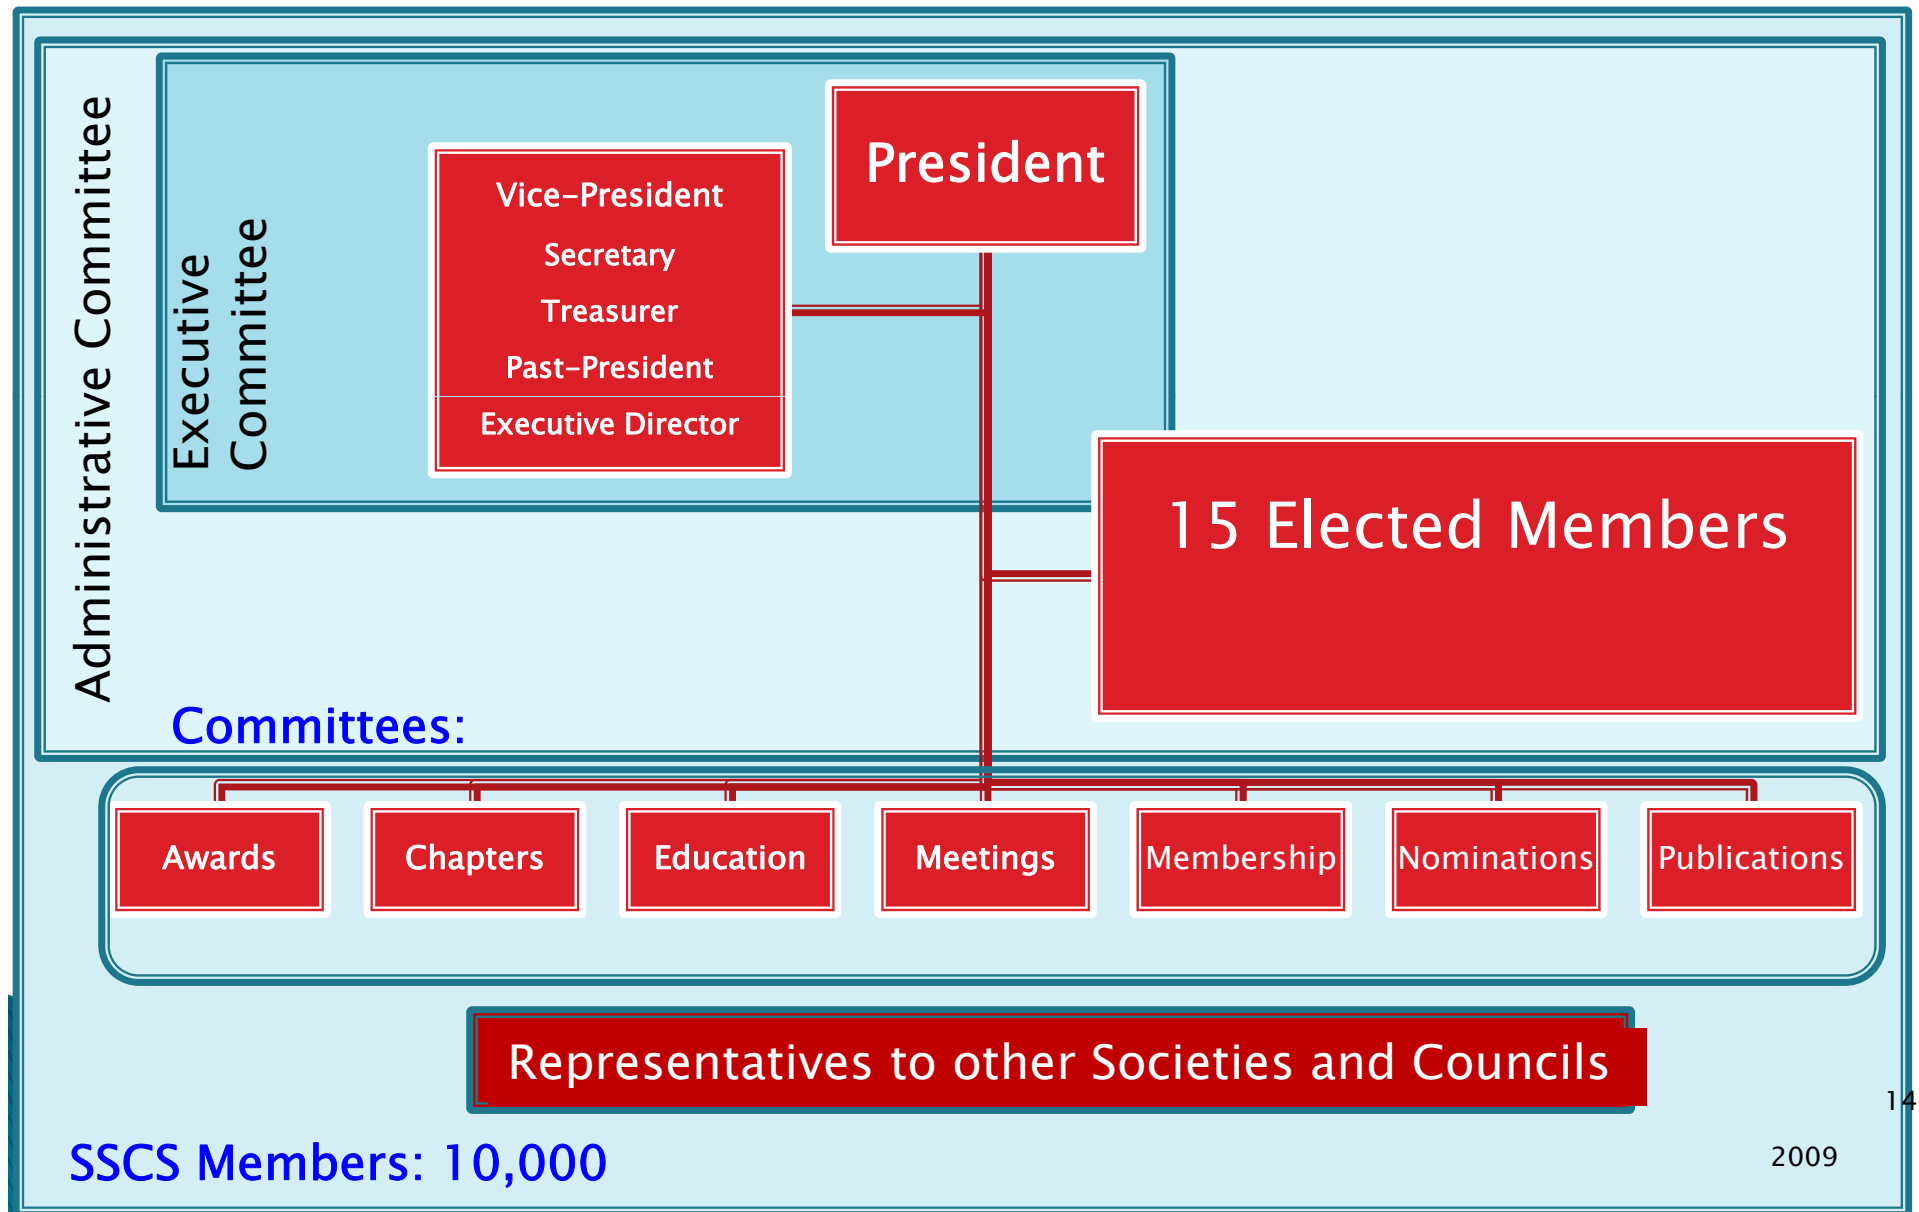 Administrative Committee
Executive
Committee
President
Vice-President
Secretary
Treasurer
Past-President
Executive Director
15 Elected Members
Committees:
Awards
Chapters
Education
Meetings
Membership
Nominations
Publications
Representatives to other Societies and Councils
14
SSCS Members: 10,000
2009